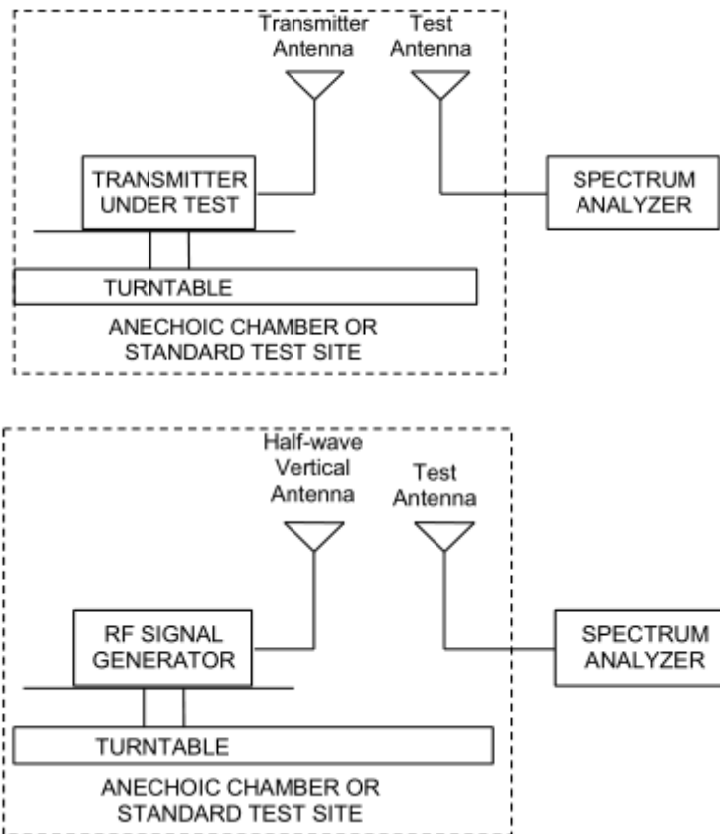 Transmitter
Antenna
Test
Antenna
TRANSMITTER
UNDER TEST
SPECTRUM
ANALYZER
TURNTABLE
ANECHOIC CHAMBER OR
STANDARD TEST SITE
Half-wave
Vertical
Antenna
Test
Antenna
RF SIGNAL
GENERATOR
SPECTRUM
ANALYZER
TURNTABLE
ANECHOIC CHAMBER OR
STANDARD TEST SITE